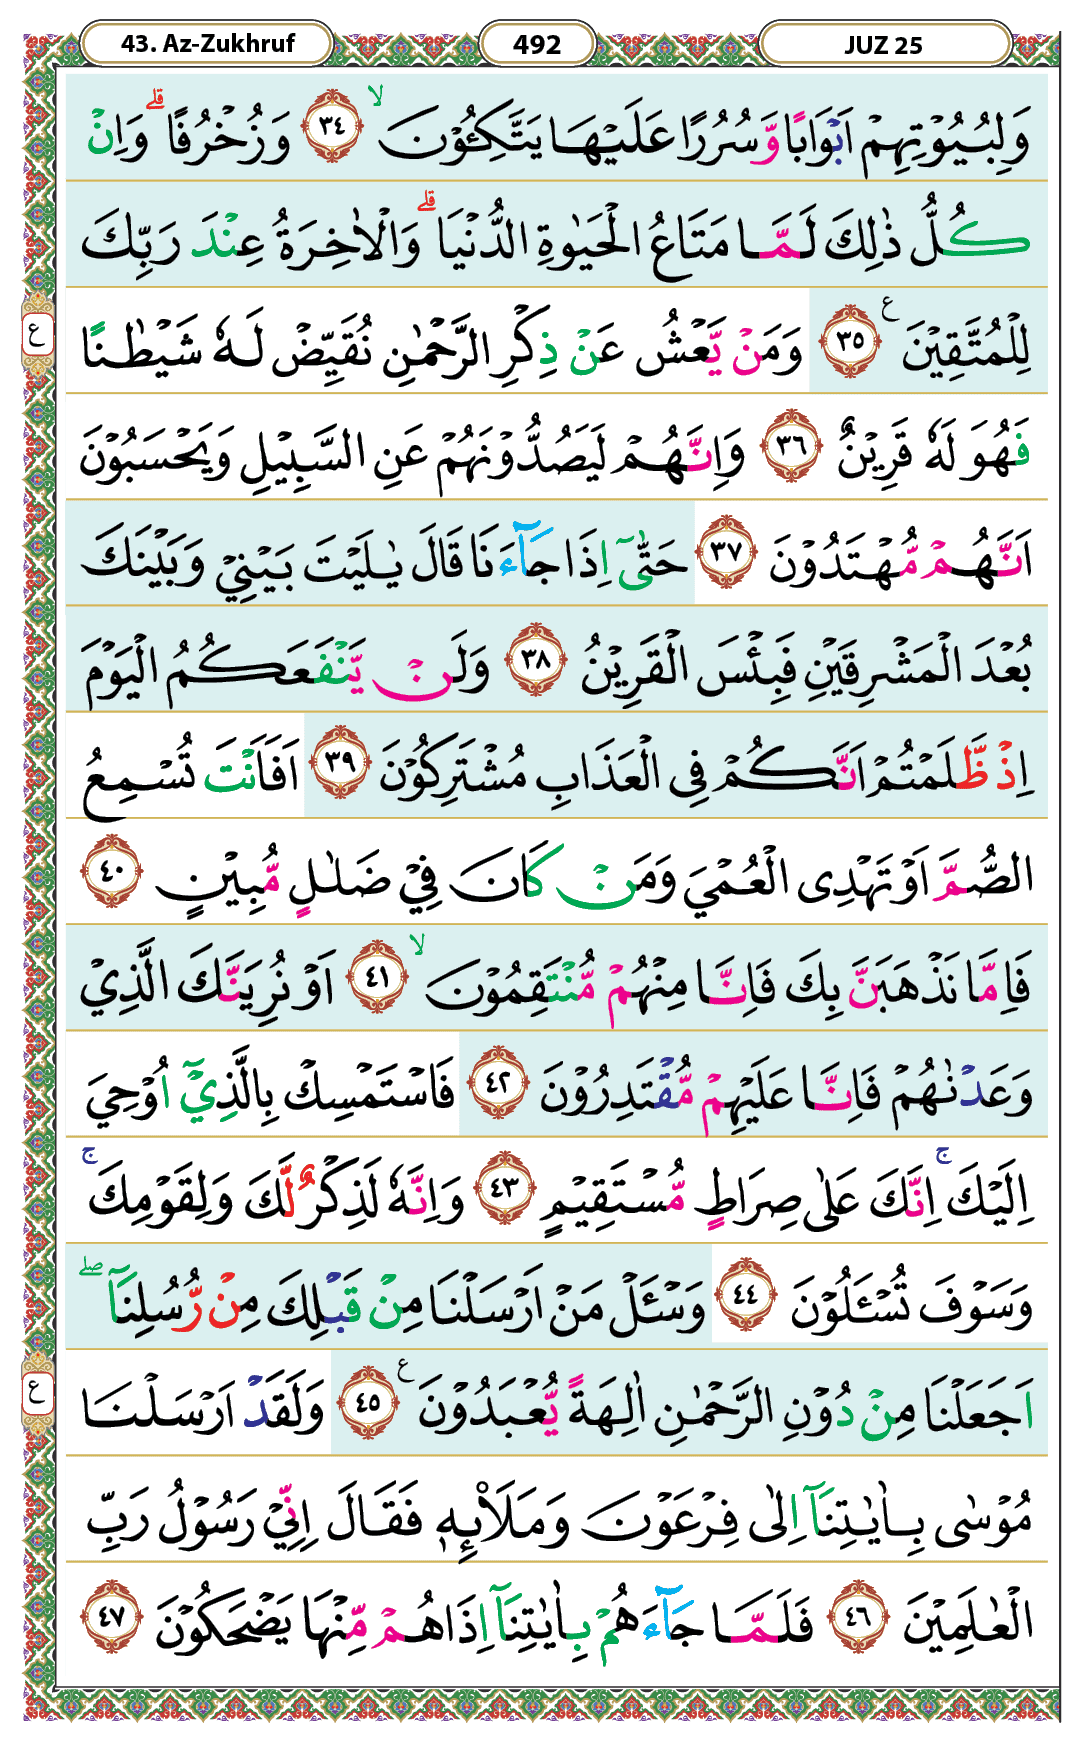 43. Az-Zukhruf 492 JUZ 25
وَلِبُيُوْتِهِمْ اَبْوَابًا وَّسُرُرًا عَلَيْهَا يَتَّكِـُٔوْنَۙ ٣٤ وَزُخْرُفًاۗ وَاِنْ
كُلُّ ذٰلِكَ لَمَّا مَتَاعُ الْحَيٰوةِ الدُّنْيَاۗ وَالْاٰخِرَةُ عِنْدَ رَبِّكَ
لِلْمُتَّقِيْنَ ࣖ ٣٥ وَمَنْ يَّعْشُ عَنْ ذِكْرِ الرَّحْمٰنِ نُقَيِّضْ لَهٗ شَيْطٰنًا
ع
فَهُوَ لَهٗ قَرِيْنٌ ٣٦ وَاِنَّهُمْ لَيَصُدُّوْنَهُمْ عَنِ السَّبِيْلِ وَيَحْسَبُوْنَ
اَنَّهُمْ مُّهْتَدُوْنَ ٣٧ حَتّٰىٓ اِذَا جَاۤءَنَا قَالَ يٰلَيْتَ بَيْنِيْ وَبَيْنَكَ
بُعْدَ الْمَشْرِقَيْنِ فَبِئْسَ الْقَرِيْنُ ٣٨ وَلَنْ يَّنْفَعَكُمُ الْيَوْمَ
اِذْ ظَّلَمْتُمْ اَنَّكُمْ فِى الْعَذَابِ مُشْتَرِكُوْنَ ٣٩ اَفَاَنْتَ تُسْمِعُ
الصُّمَّ اَوْ تَهْدِى الْعُمْيَ وَمَنْ كَانَ فِيْ ضَلٰلٍ مُّبِيْنٍ ٤٠
فَاِمَّا نَذْهَبَنَّ بِكَ فَاِنَّا مِنْهُمْ مُّنْتَقِمُوْنَۙ ٤١ اَوْ نُرِيَنَّكَ الَّذِيْ
وَعَدْنٰهُمْ فَاِنَّا عَلَيْهِمْ مُّقْتَدِرُوْنَ ٤٢ فَاسْتَمْسِكْ بِالَّذِيْٓ اُوْحِيَ
اِلَيْكَۚ اِنَّكَ عَلٰى صِرَاطٍ مُّسْتَقِيْمٍ ٤٣ وَاِنَّهٗ لَذِكْرٌ لَّكَ وَلِقَوْمِكَۚ
وَسَوْفَ تُسْـَٔلُوْنَ ٤٤ وَسْـَٔلْ مَنْ اَرْسَلْنَا مِنْ قَبْلِكَ مِنْ رُّسُلِنَآۖ
اَجَعَلْنَا مِنْ دُوْنِ الرَّحْمٰنِ اٰلِهَةً يُّعْبَدُوْنَ ࣖ ٤٥ وَلَقَدْ اَرْسَلْنَا
ع
مُوْسٰى بِاٰيٰتِنَآ اِلٰى فِرْعَوْنَ وَمَلَا۟ىِٕهٖ فَقَالَ اِنِّيْ رَسُوْلُ رَبِّ
الْعٰلَمِيْنَ ٤٦ فَلَمَّا جَاۤءَهُمْ بِاٰيٰتِنَآ اِذَا هُمْ مِّنْهَا يَضْحَكُوْنَ ٤٧